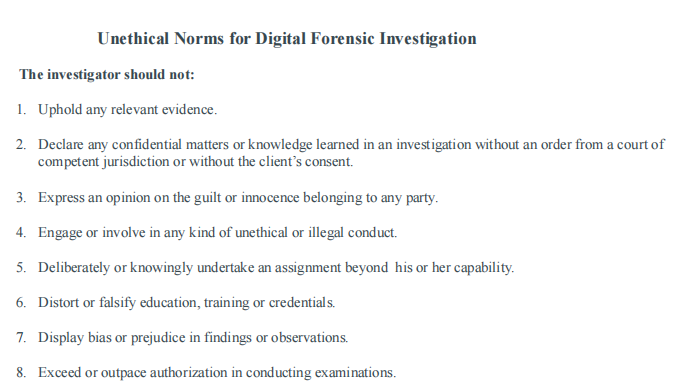 Unethical Norms for Digital Forensic Investigation
The investigator should not:
1. Uphold any relevant evidence.
2. Declare any confidential matters or knowledge learned in an investigation without an order from a court of
competent jurisdiction or without the client's consent.
3. Express an opinion on the guilt or innocence belonging to any party.
4. Engage or involve in any kind of unethical or illegal conduct.
5. Deliberately or knowingly undertake an assignment beyond his or her capability.
6. Distort or falsify education, training or credentials.
7. Display bias or prejudice in findings or observations.
8. Exceed or outpace authorization in conducting examinations.